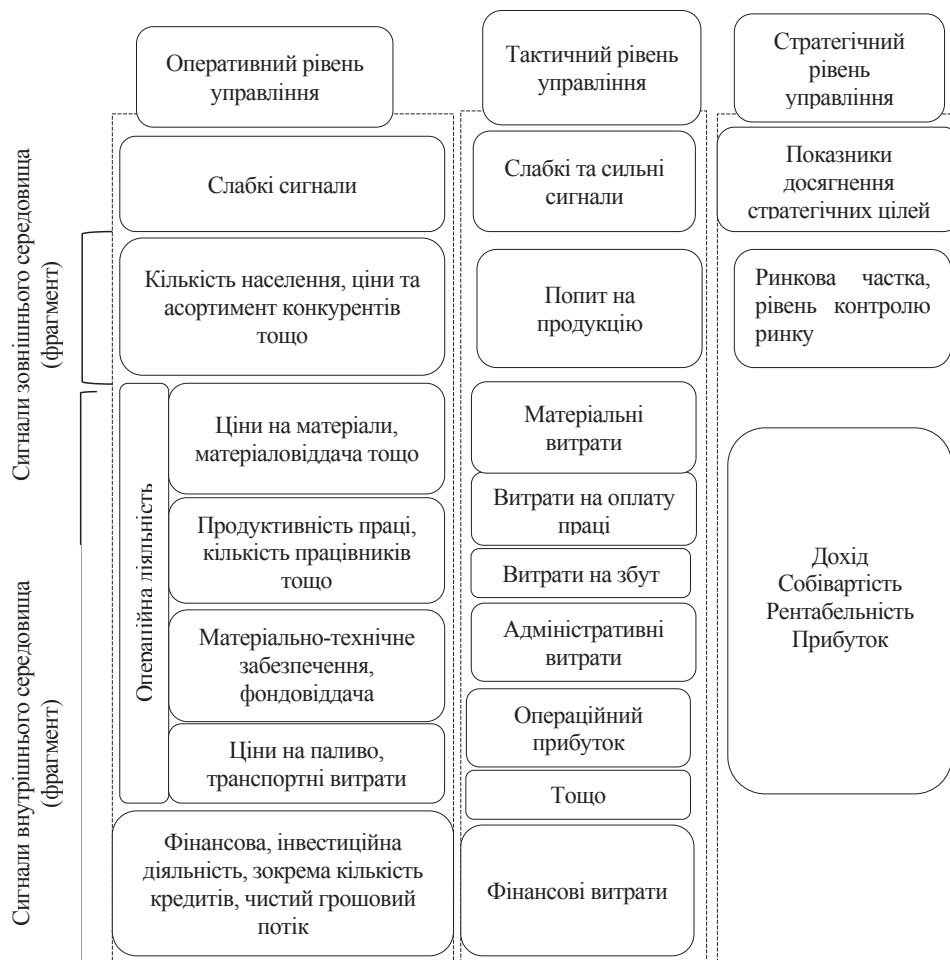 Оперативний рівень
управління
Тактичний рівень
управління
Стратегічний
рівень
управління
Слабкі сигнали
Слабкі та сильні
сигнали
Показники
досягнення
стратегічних цілей
Сигнали зовнішнього середовища
(фрагмент)
Кількість населення, ціни та
асортимент конкурентів
тощо
Попит на
продукцію
Ринкова частка,
рівень контролю
ринку
Сигнали внутрішнього середовища
(фрагмент)
Операційна діяльність
Ціни на матеріали,
матеріаловіддача тощо
Продуктивність праці,
кількість працівників
тощо
Матеріально-технічне
забезпечення,
фондовіддача
Ціни на паливо,
транспортні витрати
Фінансова, інвестиційна
діяльність, зокрема кількість
кредитів, чистий грошовий
потік
Матеріальні
витрати
Витрати на оплату
праці
Витрати на збут
Адміністративні
витрати
Операційний
прибуток
Тощо
Фінансові витрати
Дохід
Собівартість
Рентабельність
Прибуток